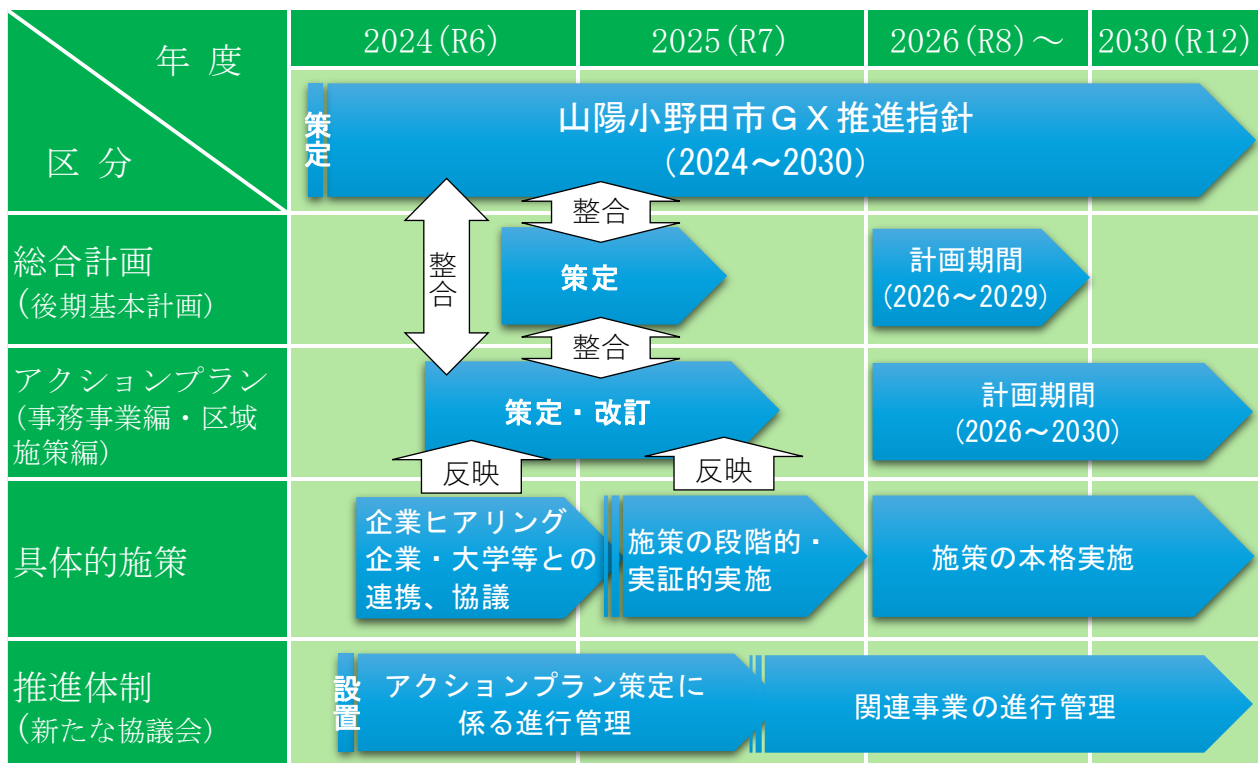 年 度
区 分
2024(R6)
2025(R7)
2026(R8)～
2030(R12)
策定
山陽小野田市ＧＸ推進指針
(2024～2030)
整合
整合
総合計画
(後期基本計画)
策定
計画期間
(2026～2029)
整合
アクションプラン
(事務事業編・区域
施策編)
策定・改訂
計画期間
(2026～2030)
反映
反映
具体的施策
企業ヒアリング
企業・大学等との
連携、協議
施策の段階的・
実証的実施
施策の本格実施
推進体制
(新たな協議会)
設置
アクションプラン策定に
係る進行管理
関連事業の進行管理